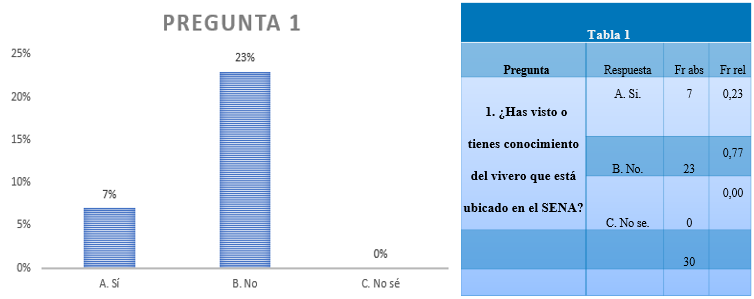 PREGUNTA 1
25%
20%
15%
10%
5%
0%
7%
23%
0%
A. Sí
B. No
C. No sé
Tabla 1
Pregunta Respuesta Fr abs Fr rel
1. ¿Has visto o
tienes conocimiento
del vivero que está
ubicado en el SENA?
A. Si. 7 0,23
B. No. 23 0,77
C. No se. 0 0,00
30